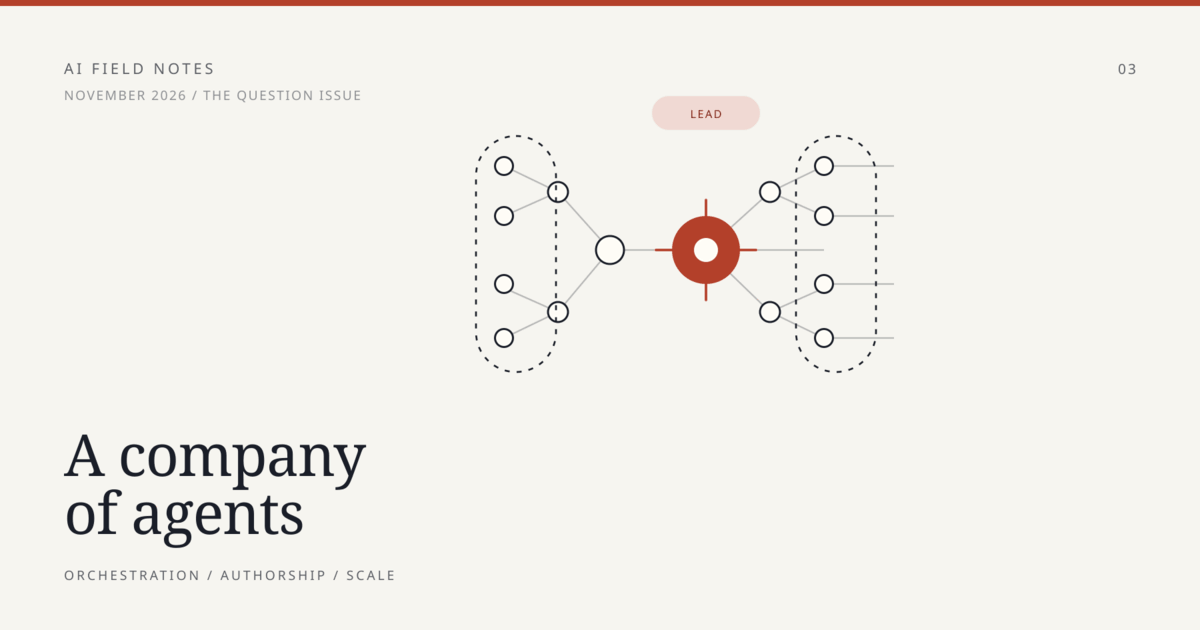 AI FIELD NOTES
03
NOVEMBER 2026 / THE QUESTION ISSUE
LEAD
A company
of agents
ORCHESTRATION / AUTHORSHIP / SCALE